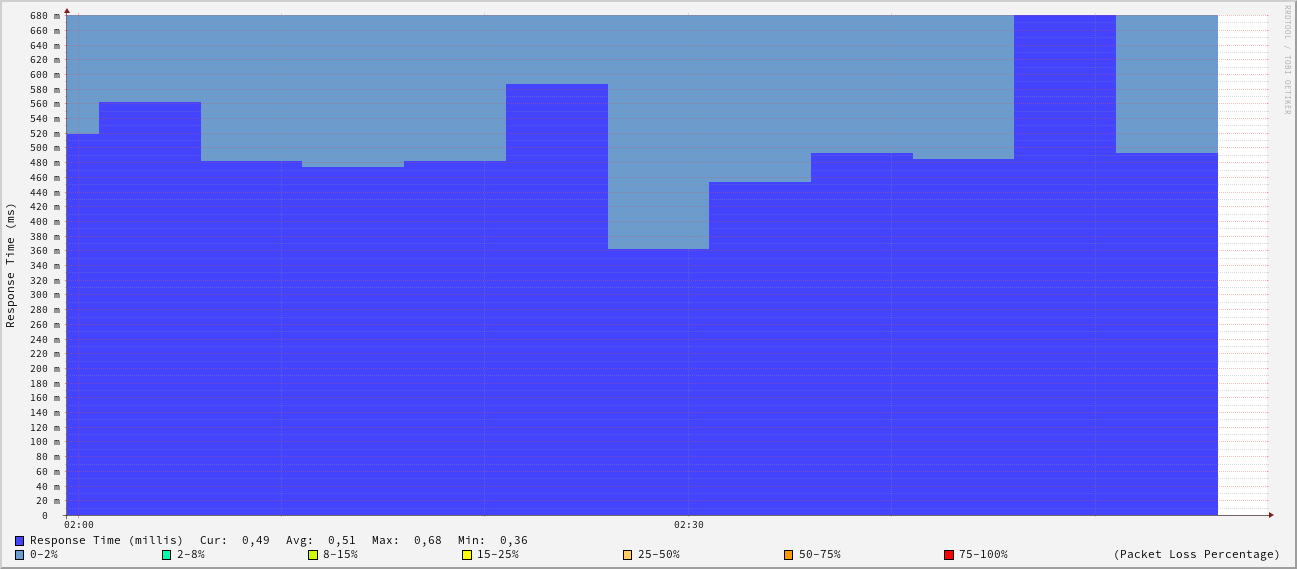 680 m
660 m
640 m
620 m
600 m
580 m
560 m
540 m
520 m
500 m
480 m
460 m
440 m
420 m
400 m
380 m
360 m
340 m
320 m
300 m
280 m
260 m
240 m
220 m
200 m
180 m
160 m
140 m
120 m
100 m
80 m
60 m
40 m
20 m
0
Response Time (ms)
02:00 02:30
RRDTOOL / TOBI OETIKER
Response Time (millis) Cur: 0,49 Avg: 0,51 Max: 0,68 Min: 0,36
0-2% 2-8% 8-15% 15-25% 25-50% 50-75% 75-100% (Packet Loss Percentage)